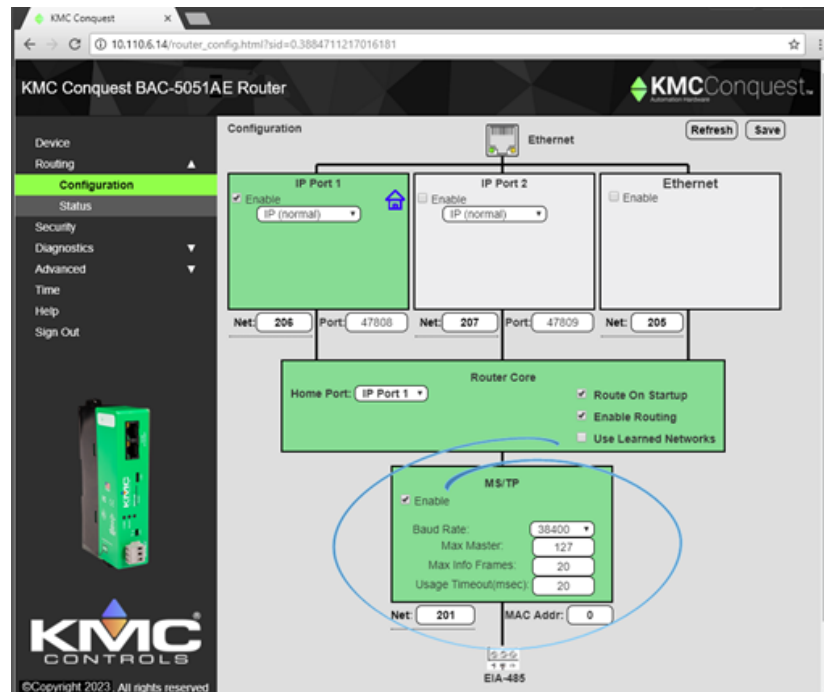 KMC Conquest
10.110.6.14/router_config.html?sid=0.3884711217016181
KMC Conquest BAC-5051AE Router
KMC Conquest
Automation Hardware
Device
Routing
Configuration
Status
Security
Diagnostics
Advanced
Time
Help
Sign Out
KMC
KMC
CONTROLS
©Copyright 2023 All rights reserved
Configuration
Ethernet
Refresh Save
IP Port 1
Enable
IP (normal)
Net: 206 Port: 47808
IP Port 2
Enable
IP (normal)
Net: 207 Port: 47809
Ethernet
Enable
Net: 205
Router Core
Home Port: IP Port 1
Route On Startup
Enable Routing
Use Learned Networks
MS/TP
Enable
Baud Rate: 38400
Max Master: 127
Max Info Frames: 20
Usage Timeout(msec): 20
Net: 201 MAC Addr: 0
EIA-485